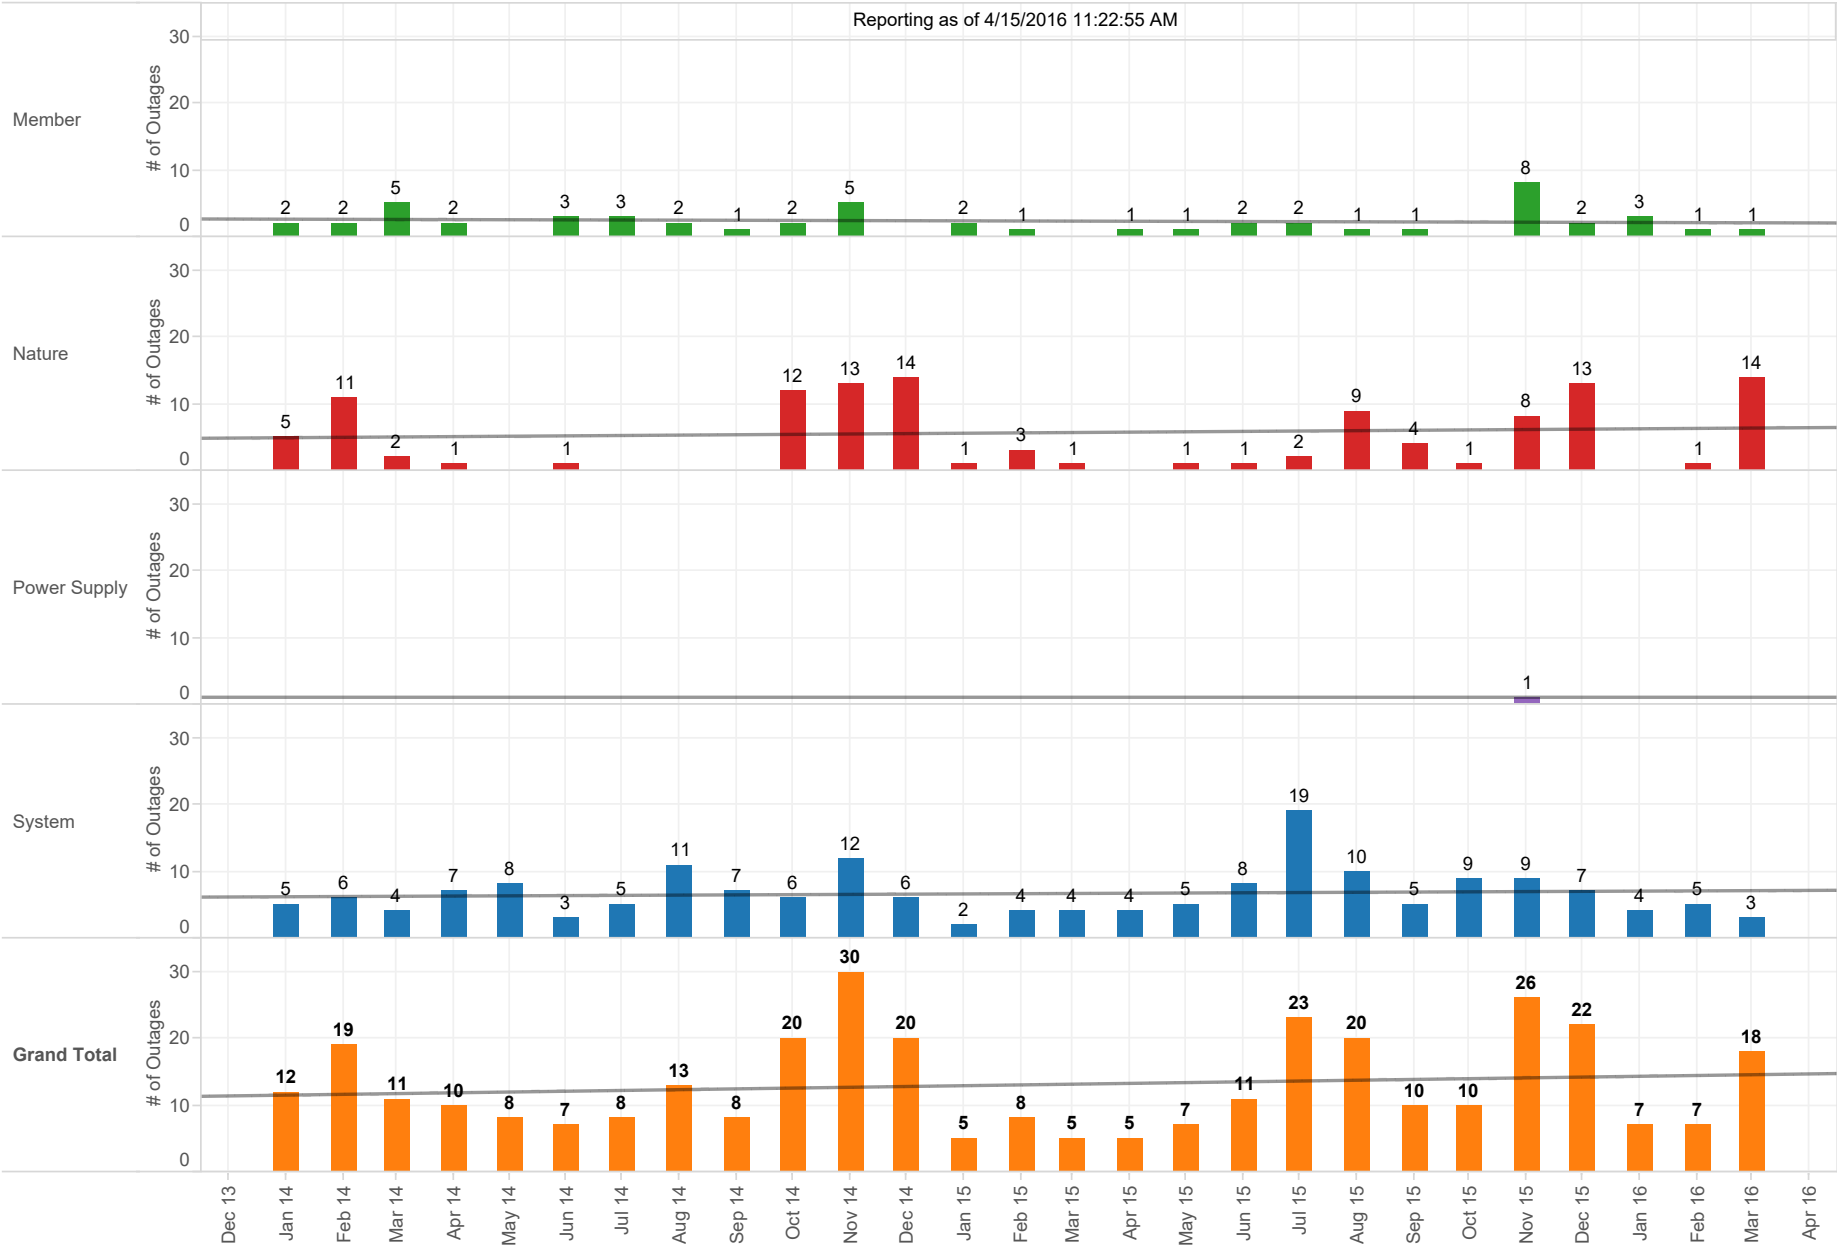 Reporting as of 4/15/2016 11:22:55 AM
Member
# of Outages
30
20
10
0
2 2 5 2 3 3 2 1 2 5 2 1 1 1 2 2 1 1 8 2 3 1 1
Nature
# of Outages
30
20
10
0
5 11 2 1 1 12 13 14 1 3 1 1 1 2 9 4 1 8 13 1 14
Power Supply
# of Outages
30
20
10
0
1
System
# of Outages
30
20
10
0
5 6 4 7 8 3 5 11 7 6 12 6 2 4 4 4 5 8 19 10 5 9 9 7 4 5 3
Grand Total
# of Outages
30
20
10
0
12 19 11 10 8 7 8 13 8 20 30 20 5 8 5 5 7 11 23 20 10 10 26 22 7 7 18
Dec 13
Jan 14
Feb 14
Mar 14
Apr 14
May 14
Jun 14
Jul 14
Aug 14
Sep 14
Oct 14
Nov 14
Dec 14
Jan 15
Feb 15
Mar 15
Apr 15
May 15
Jun 15
Jul 15
Aug 15
Sep 15
Oct 15
Nov 15
Dec 15
Jan 16
Feb 16
Mar 16
Apr 16